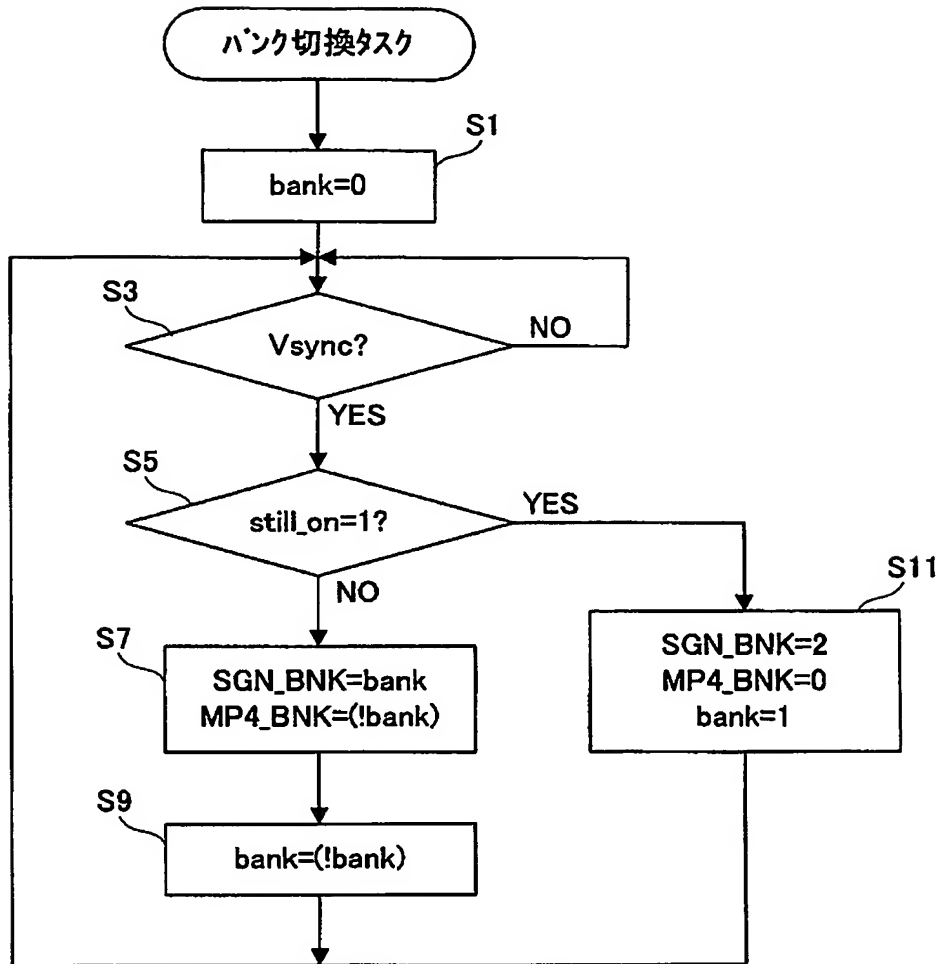 バンク切換タスク
S1
bank=0
S3
Vsync?
NO
YES
S5
still_on=1?
YES
NO
S11
SGN_BNK=2
MP4_BNK=0
bank=1
S7
SGN_BNK=bank
MP4_BNK=(!bank)
S9
bank=(!bank)